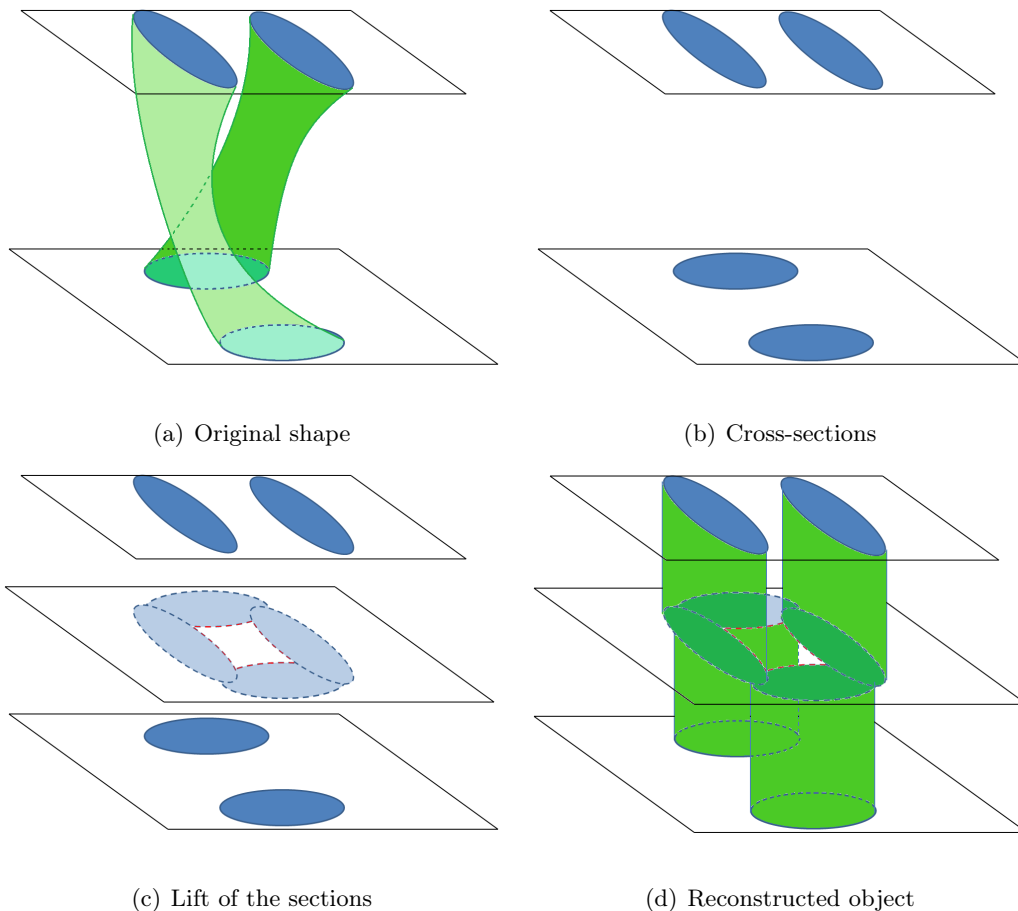 (a) Original shape
(b) Cross-sections
(c) Lift of the sections
(d) Reconstructed object